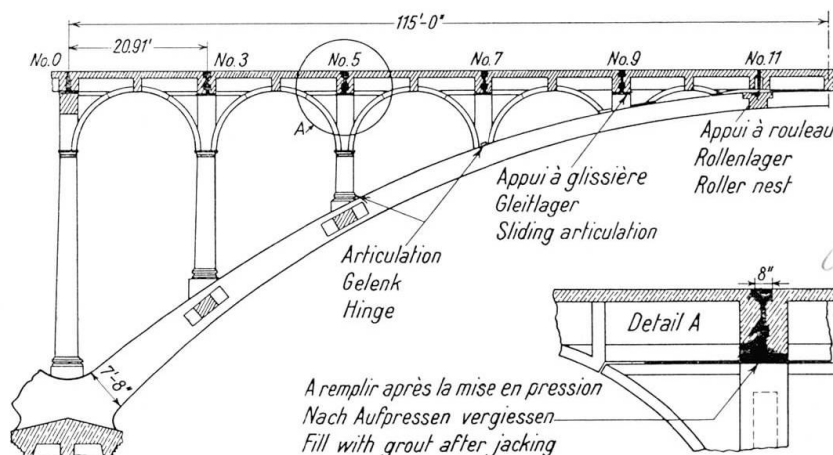 115'-0"
20.91'
No.0
No.3
No.5
No.7
No.9
No.11
A
Appui à rouleau
Rollenlager
Roller nest
Appui à glissière
Gleitlager
Sliding articulation
Articulation
Gelenk
Hinge
7'-8"
8"
Detail A
A remplir après la mise en pression
Nach Aufpressen vergiessen
Fill with grout after jacking